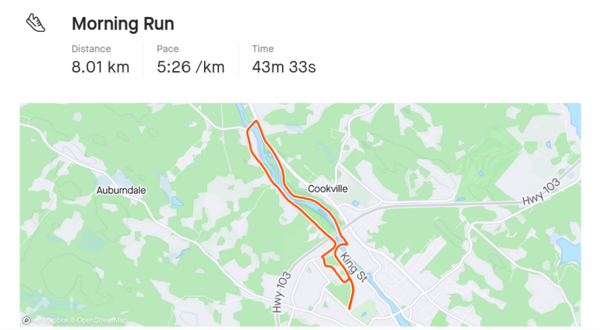 Morning Run
Distance Pace Time
8.01 km 5:26 /km 43m 33s
Cookville
Auburndale
Hwy 103
King St
Hwy 103
© Mapbox © OpenStreetMap